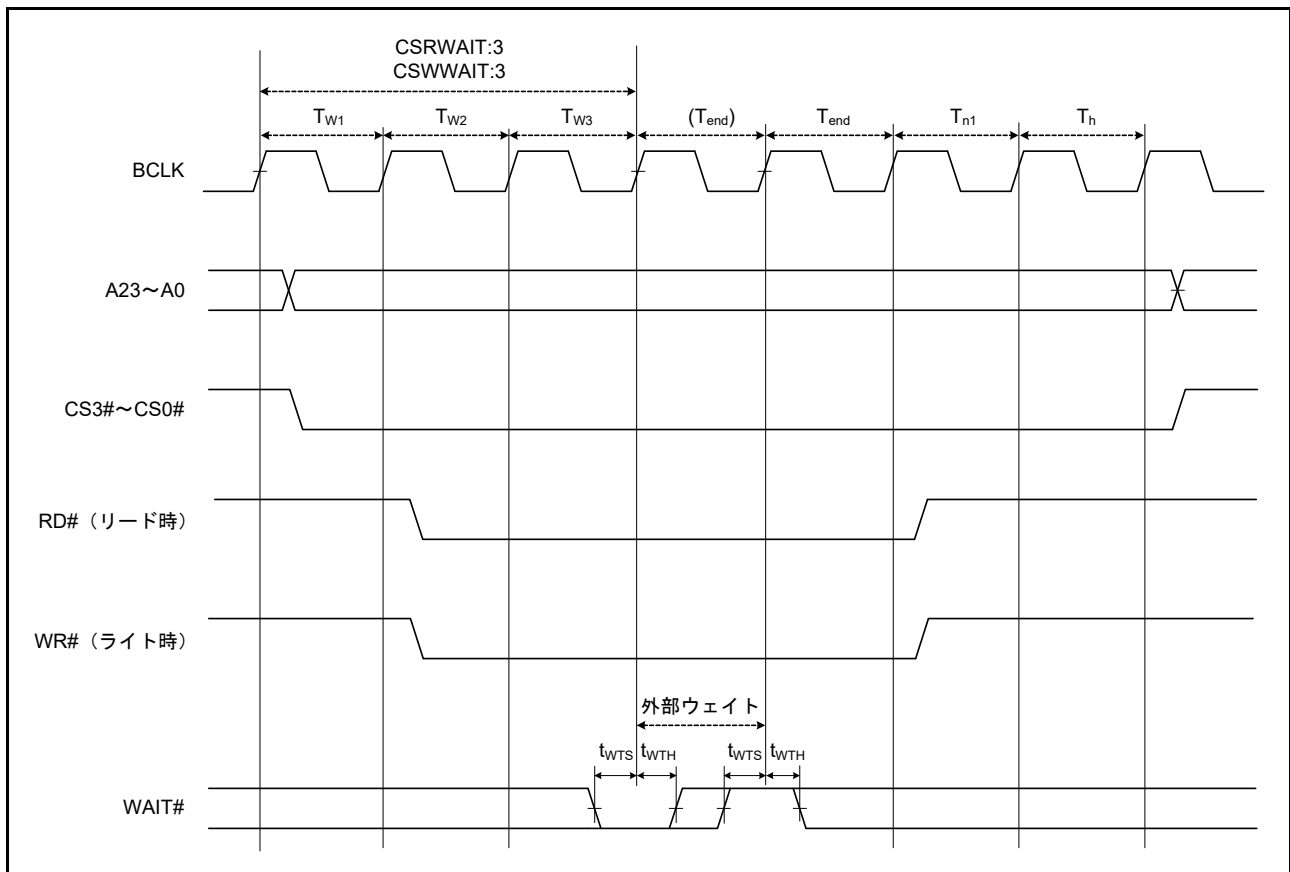 CSRWAIT:3
CSWWAIT:3
TW1 TW2 TW3 (Tend) Tend Tn1 Th
BCLK
A23～A0
CS3#～CS0#
RD#（リード時）
WR#（ライト時）
外部ウェイト
tWTS tWTH tWTS tWTH
WAIT#